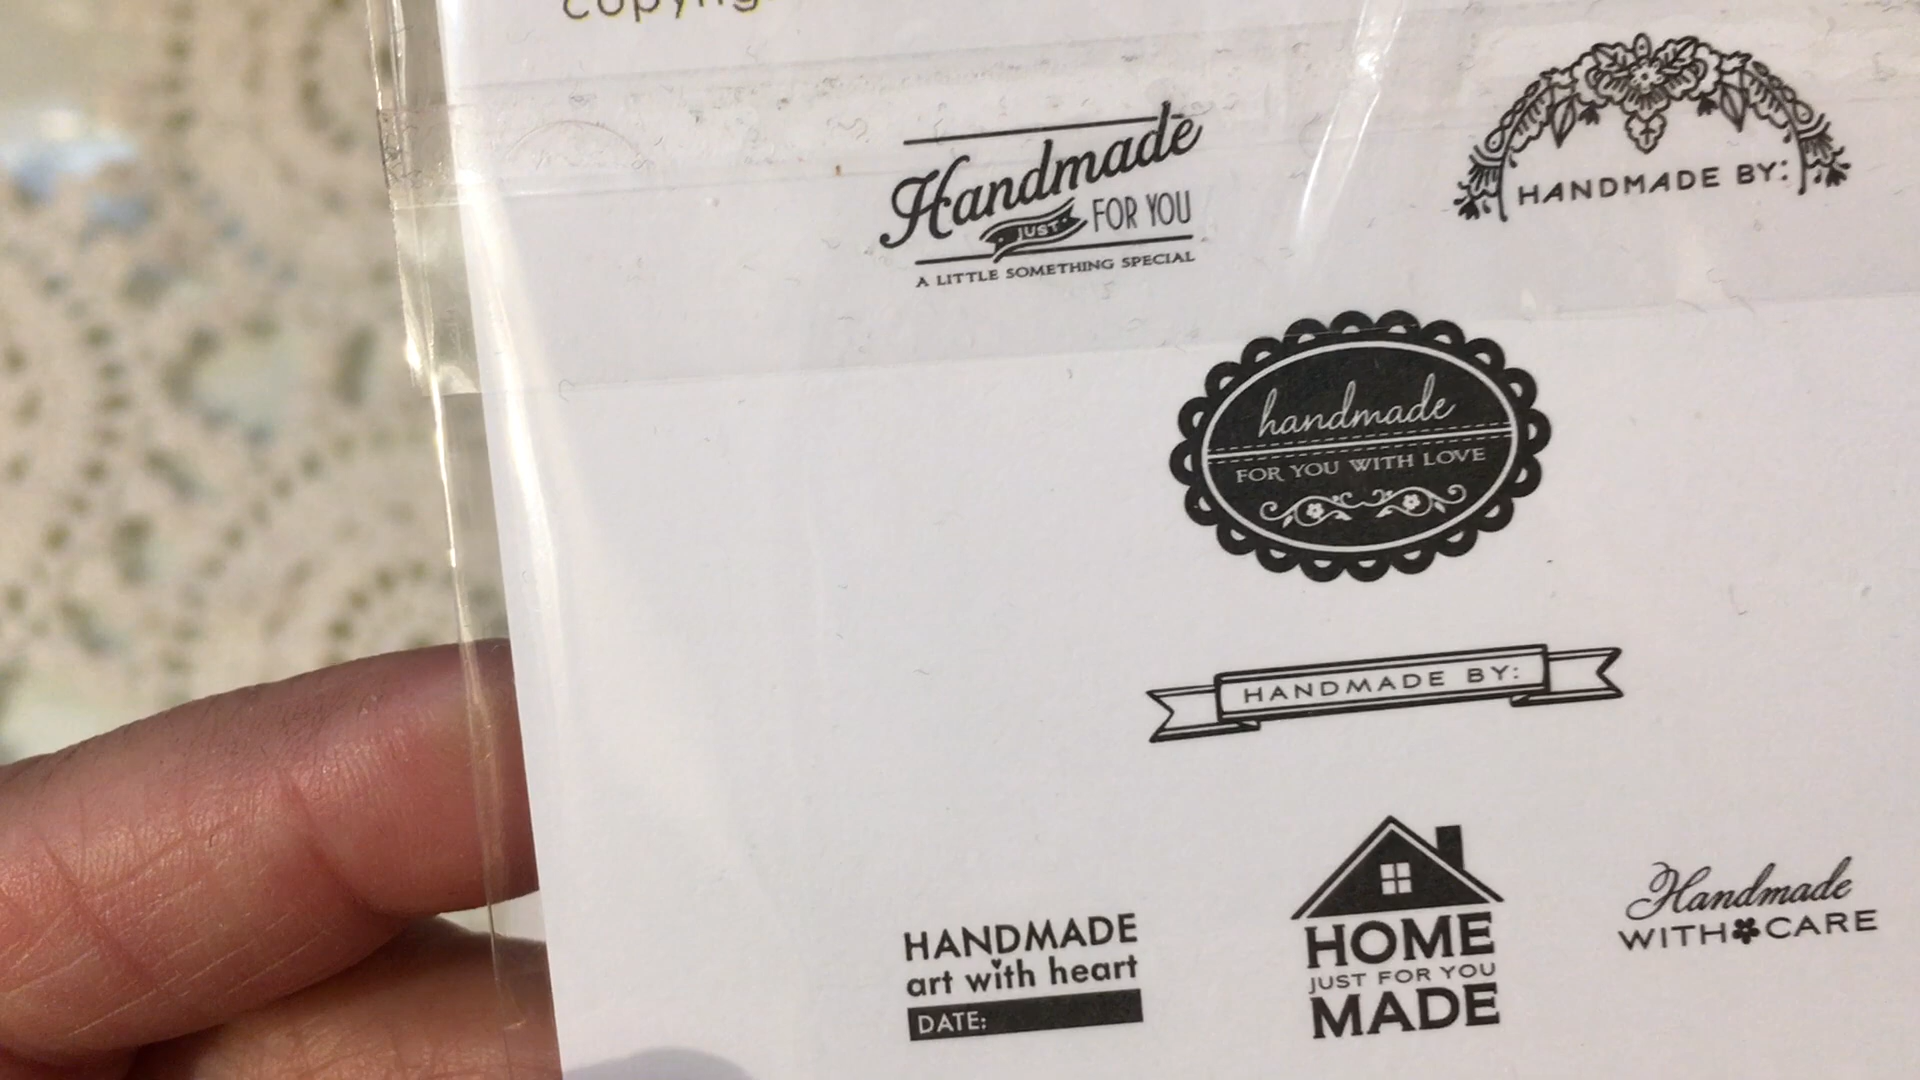 Handmade
JUST FOR YOU
A LITTLE SOMETHING SPECIAL
HANDMADE BY:
handmade
FOR YOU WITH LOVE
HANDMADE BY:
HANDMADE
art with heart
DATE:
HOME
JUST FOR YOU
MADE
Handmade
WITH CARE